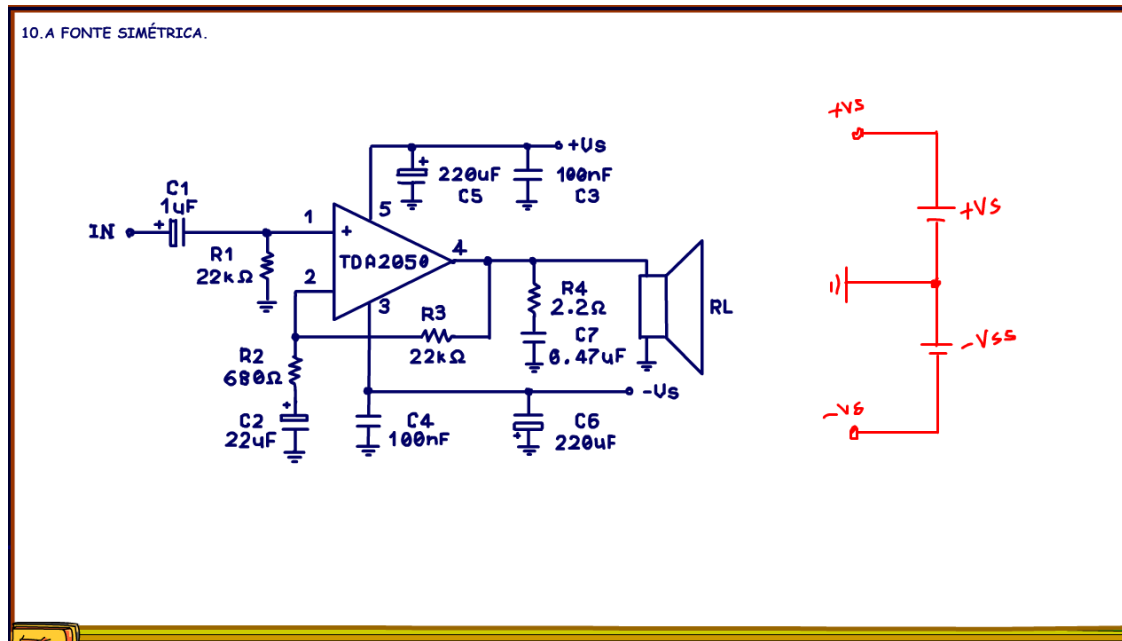 10.A FONTE SIMÉTRICA.
+Vs
220uF
C5
100nF
C3
C1
1uF
+
IN
R1
22kΩ
1
2
5
+
TDA2050
4
3
R3
22kΩ
R4
2.2Ω
C7
0.47uF
RL
R2
680Ω
+
C2
22uF
C4
100nF
+
C6
220uF
-Vs
+
+VS
+VS
-VSS
-VS